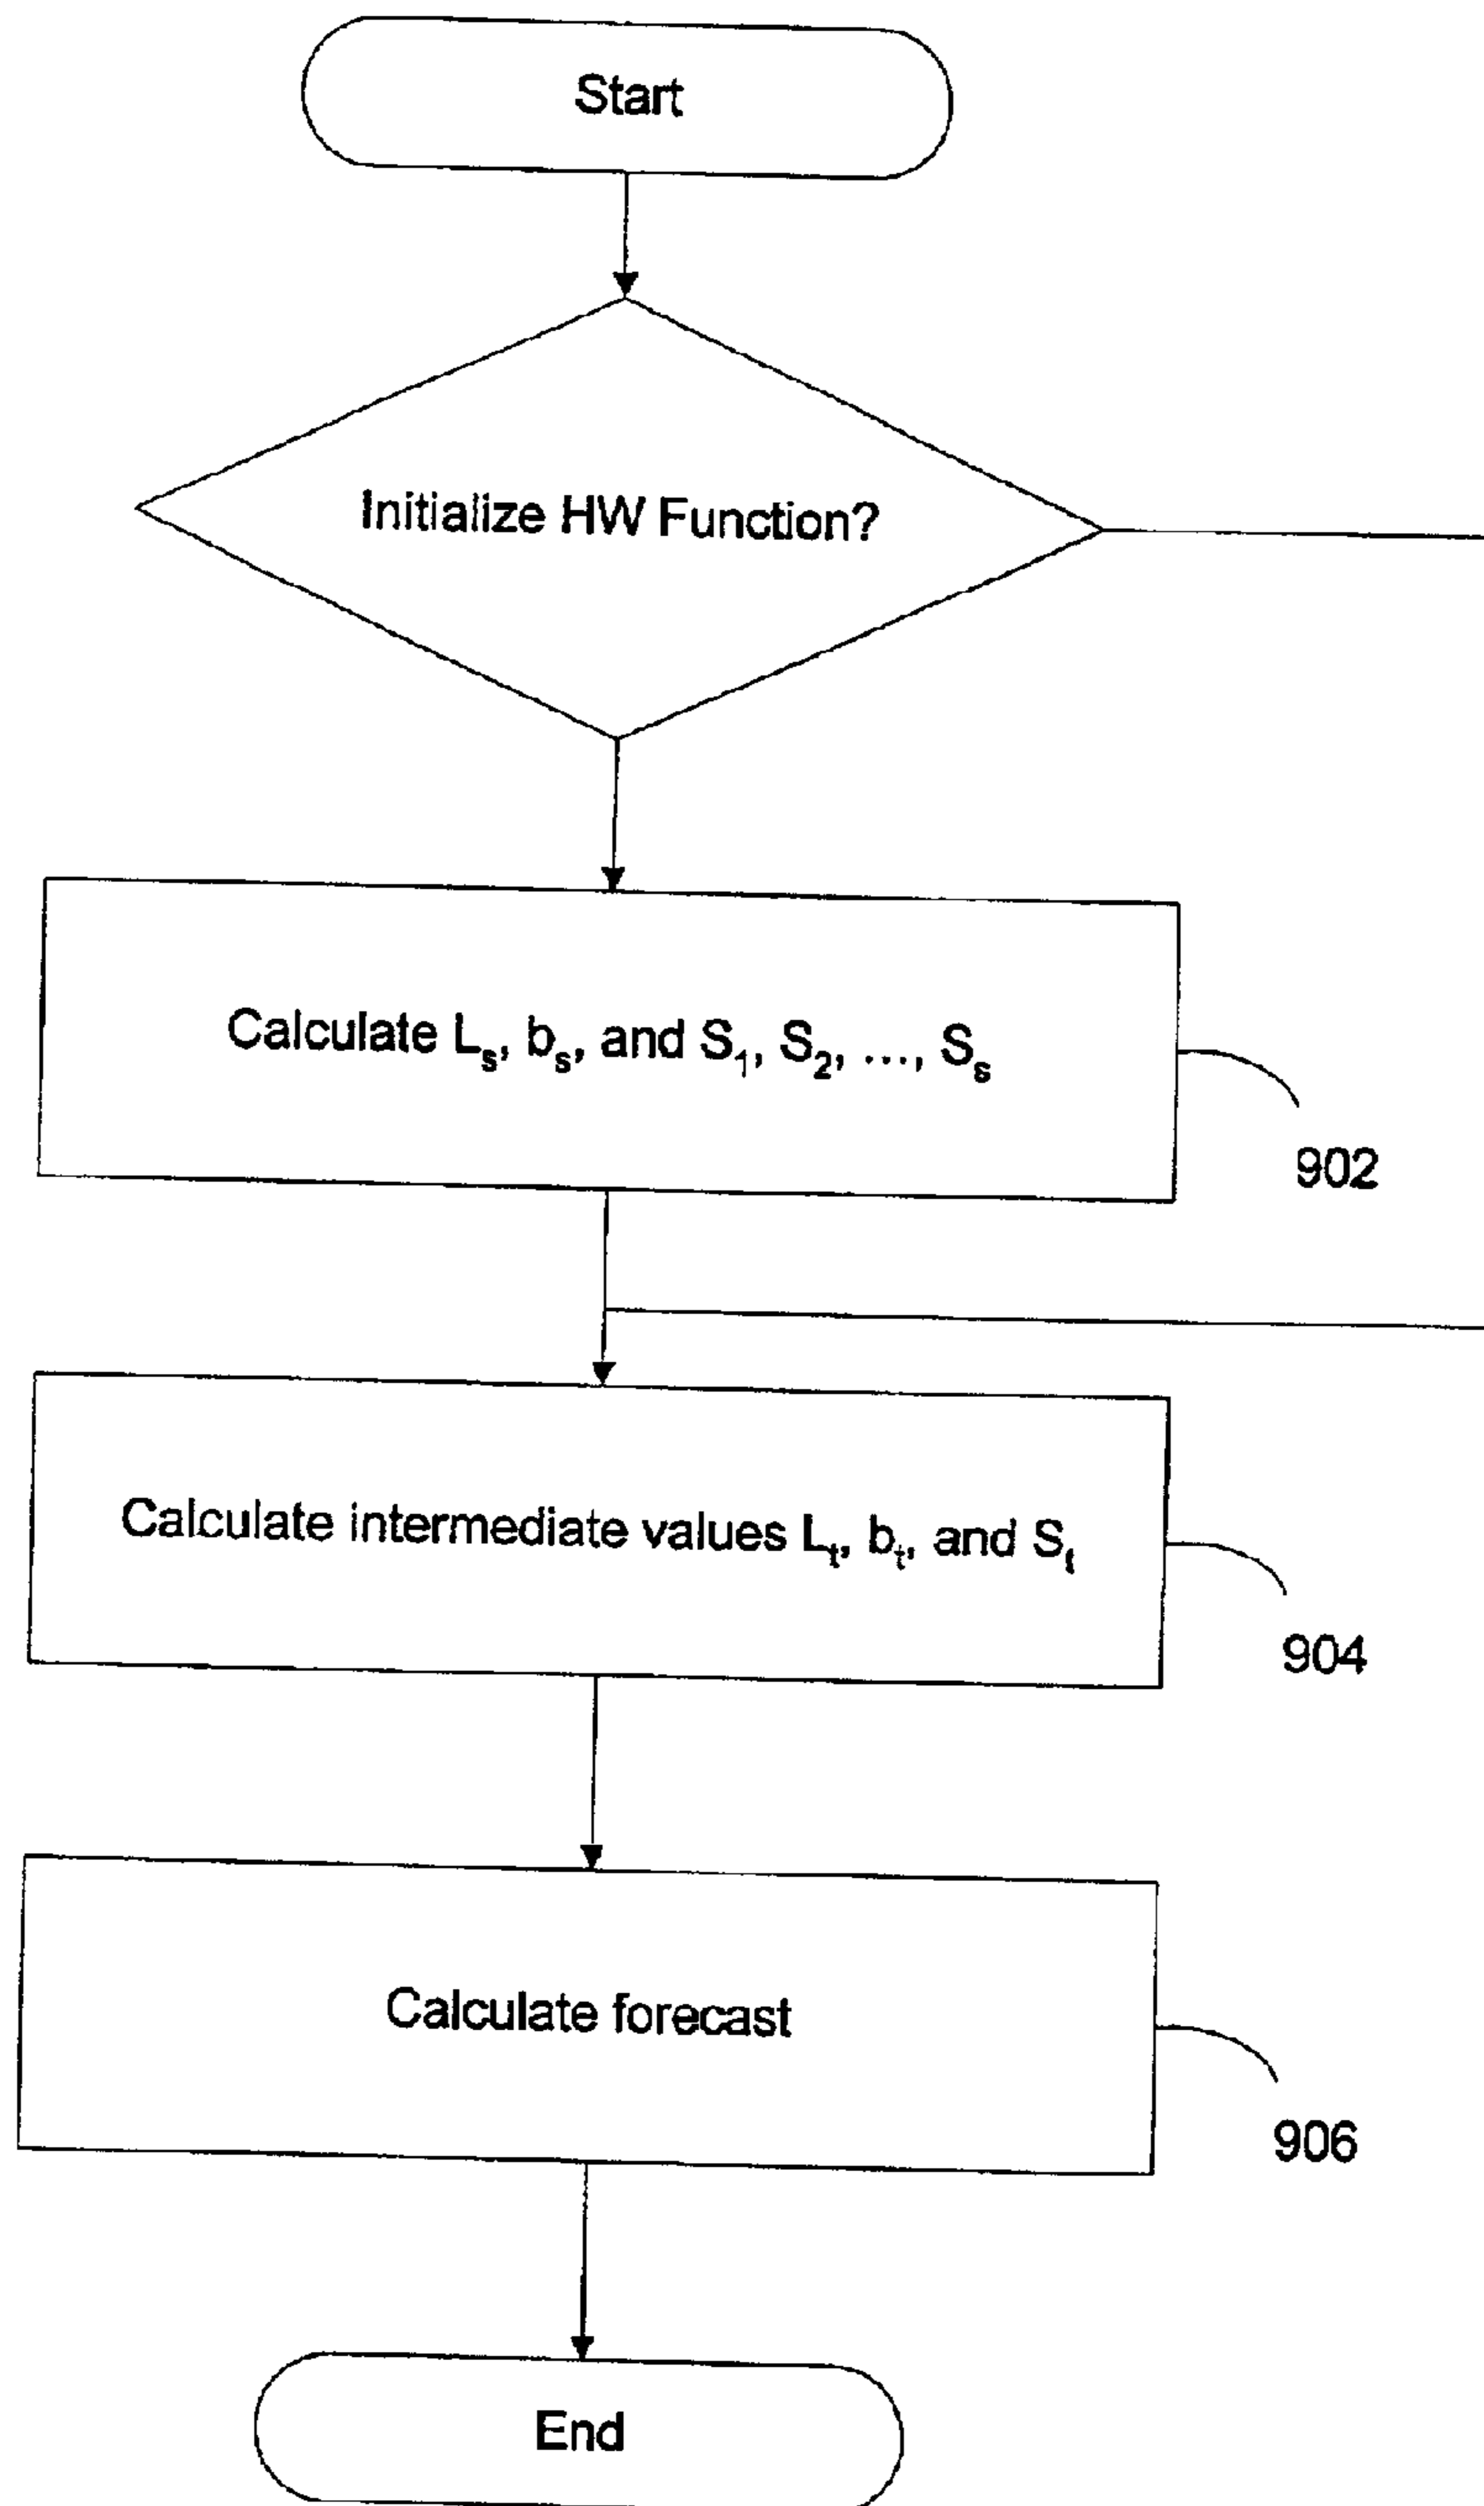 Start
Initialize HW Function?
Calculate Lₛ, bₛ, and S₁, S₂, ..., Sₛ
902
Calculate intermediate values Lₜ, bₜ, and Sₜ
904
Calculate forecast
906
End